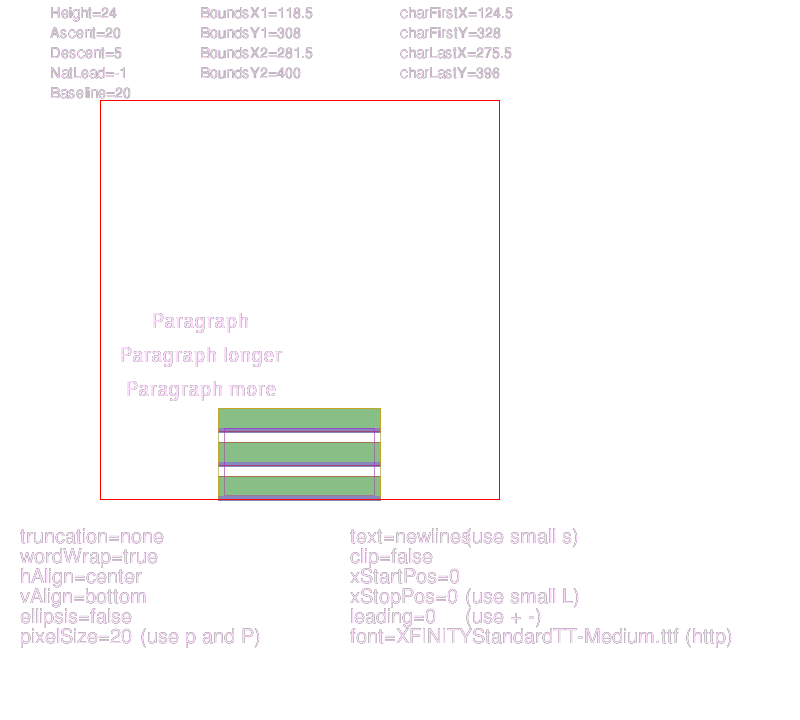 Height=24 BoundsX1=118.5 charFirstX=124.5
Ascent=20 BoundsY1=308 charFirstY=328
Descent=5 BoundsX2=281.5 charLastX=275.5
NatLead=-1 BoundsY2=400 charLastY=396
Baseline=20
Paragraph
Paragraph longer
Paragraph more
truncation=none text=newlines(use small s)
wordWrap=true clip=false
hAlign=center xStartPos=0
vAlign=bottom xStopPos=0 (use small L)
ellipsis=false leading=0 (use + -)
pixelSize=20 (use p and P) font=XFINITYStandardTT-Medium.ttf (http)